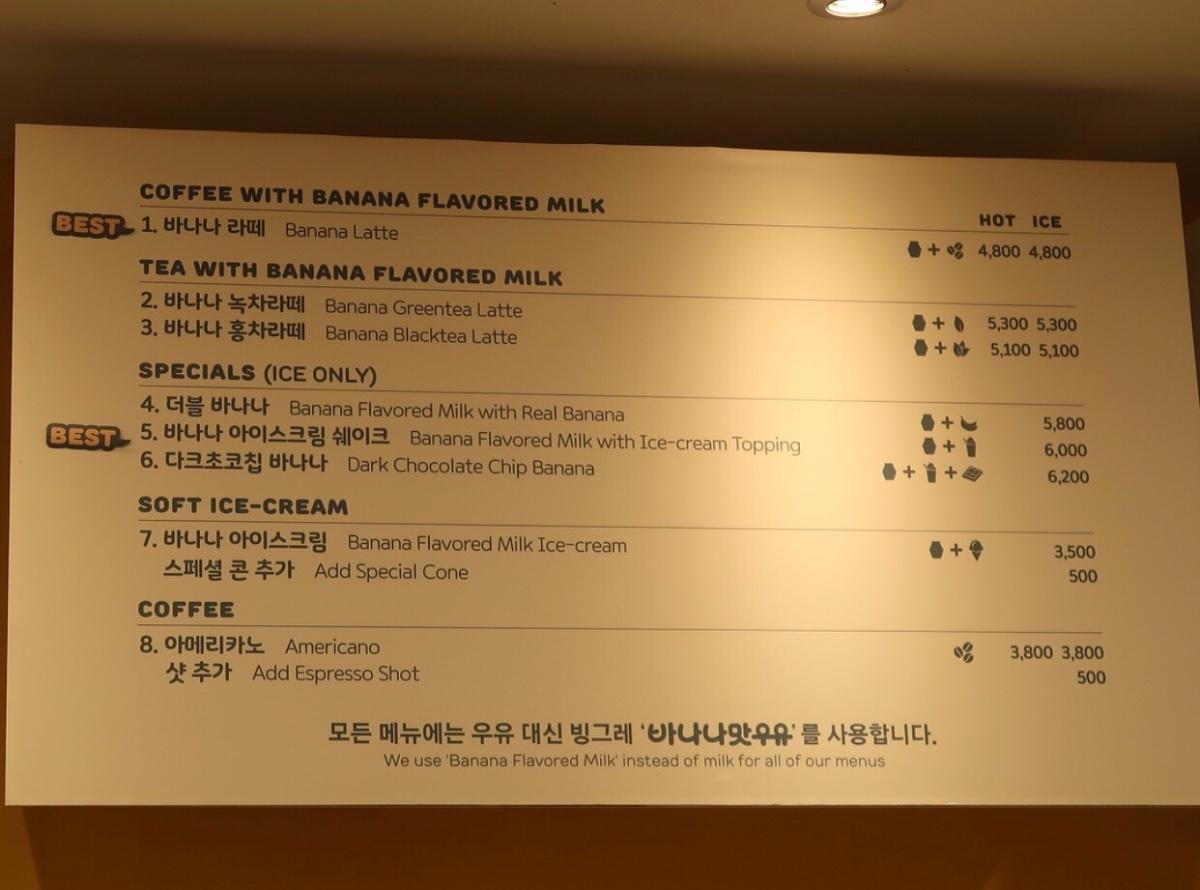 COFFEE WITH BANANA FLAVORED MILK
HOT ICE
BEST 1. 바나나 라떼 Banana Latte + 4,800 4,800
TEA WITH BANANA FLAVORED MILK
2. 바나나 녹차라떼 Banana Greentea Latte + 5,300 5,300
3. 바나나 홍차라떼 Banana Blacktea Latte + 5,100 5,100
SPECIALS (ICE ONLY)
4. 더블 바나나 Banana Flavored Milk with Real Banana + 5,800
BEST 5. 바나나 아이스크림 쉐이크 Banana Flavored Milk with Ice-cream Topping + 6,000
6. 다크초코칩 바나나 Dark Chocolate Chip Banana + + 6,200
SOFT ICE-CREAM
7. 바나나 아이스크림 Banana Flavored Milk Ice-cream + 3,500
스페셜 콘 추가 Add Special Cone 500
COFFEE
8. 아메리카노 Americano 3,800 3,800
샷 추가 Add Espresso Shot 500
모든 메뉴에는 우유 대신 빙그레 '바나나맛우유'를 사용합니다.
We use 'Banana Flavored Milk' instead of milk for all of our menus